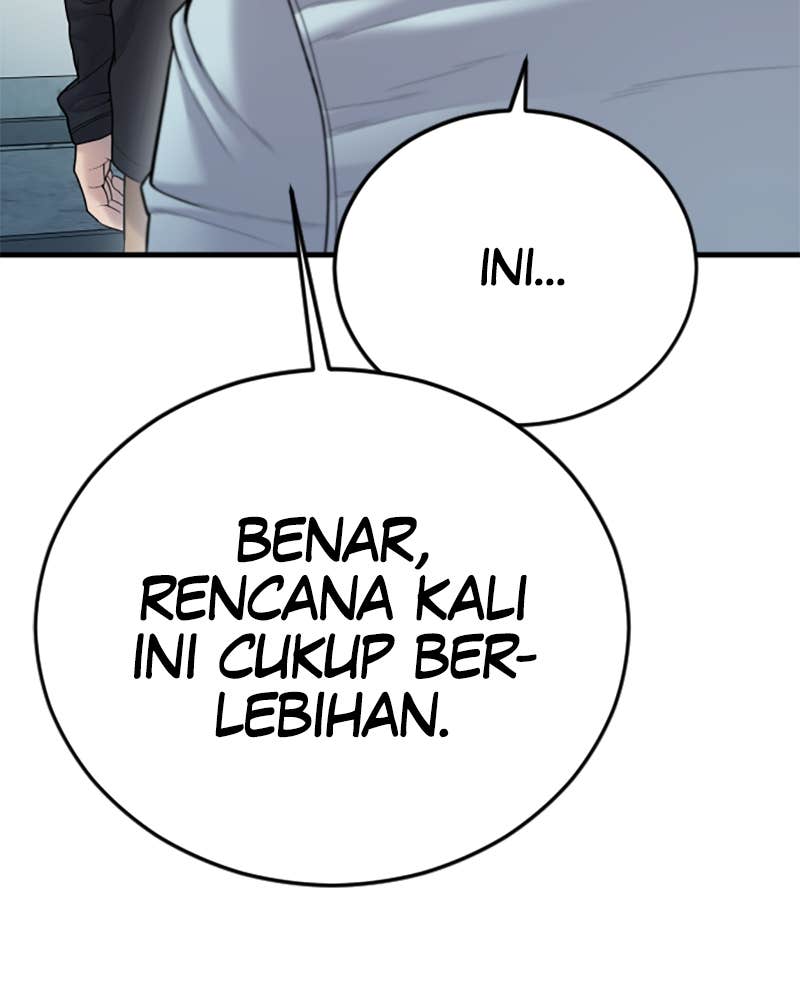 INI...
BENAR,
RENCANA KALI
INI CUKUP BER-
LEBIHAN.